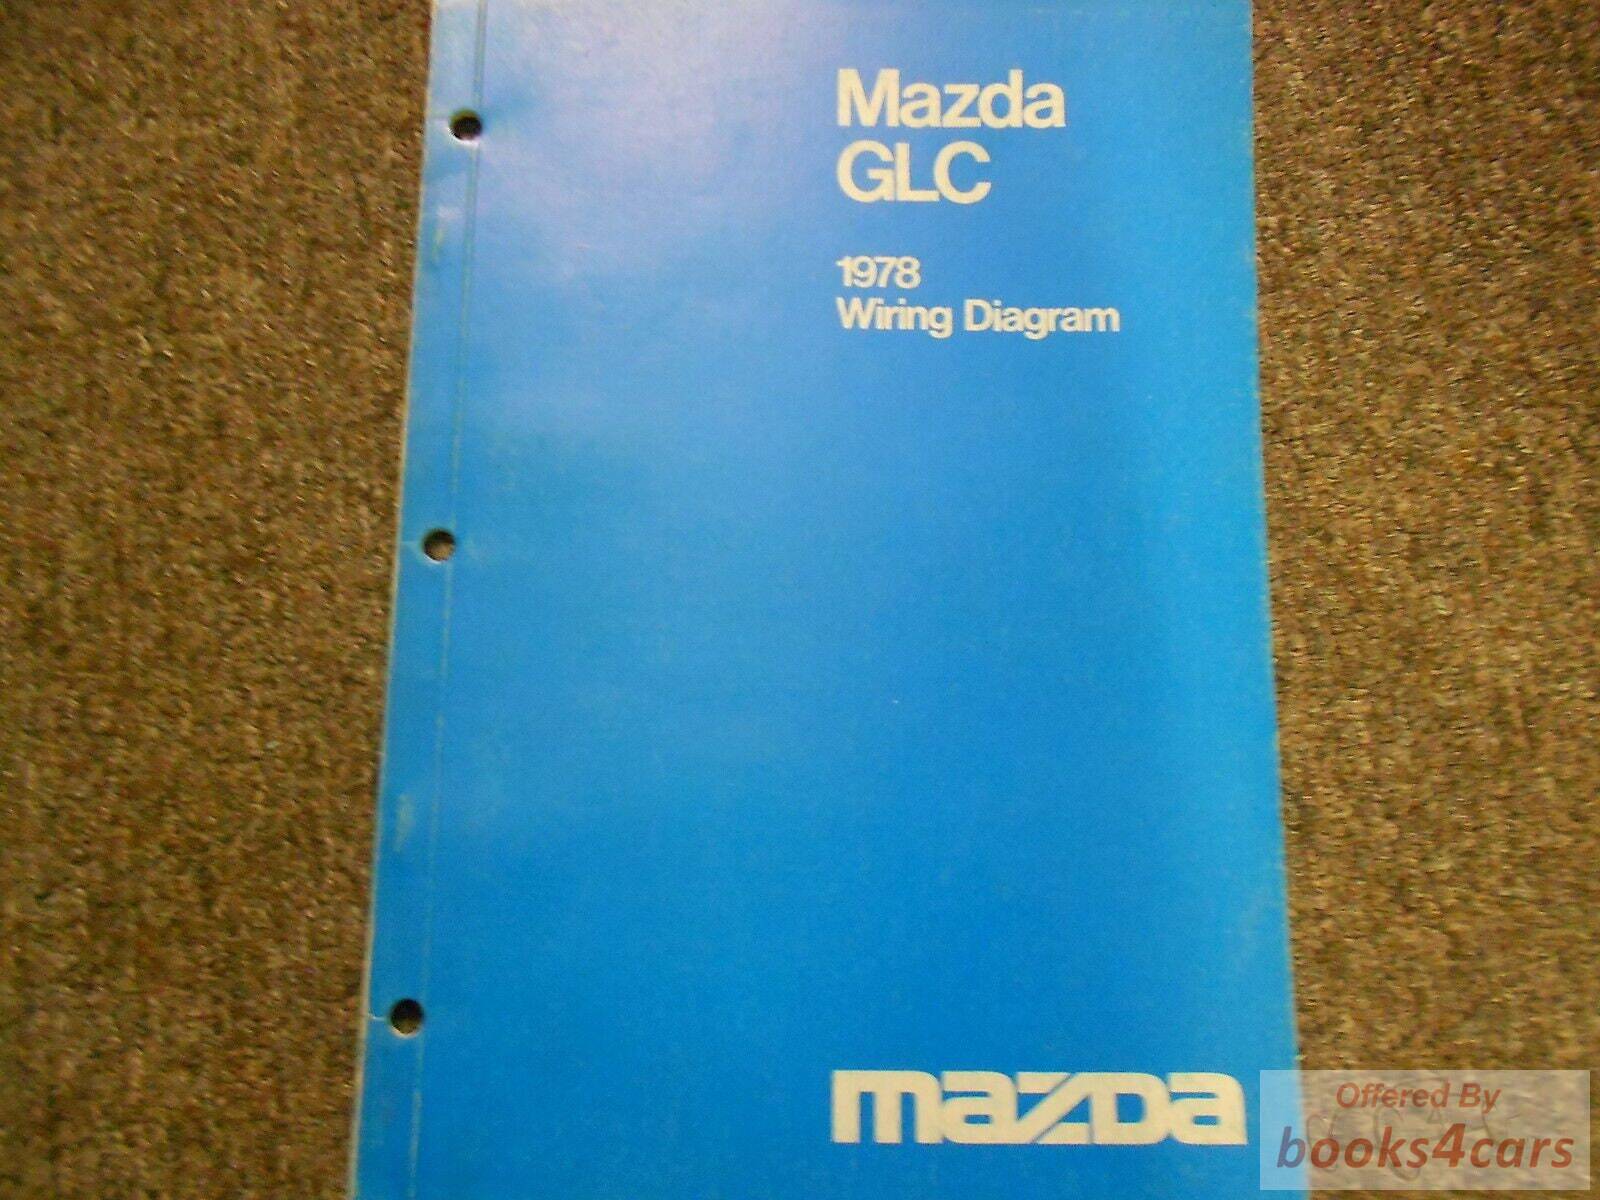 Mazda
GLC
1978
Wiring Diagram
mazda
Offered By
books4cars